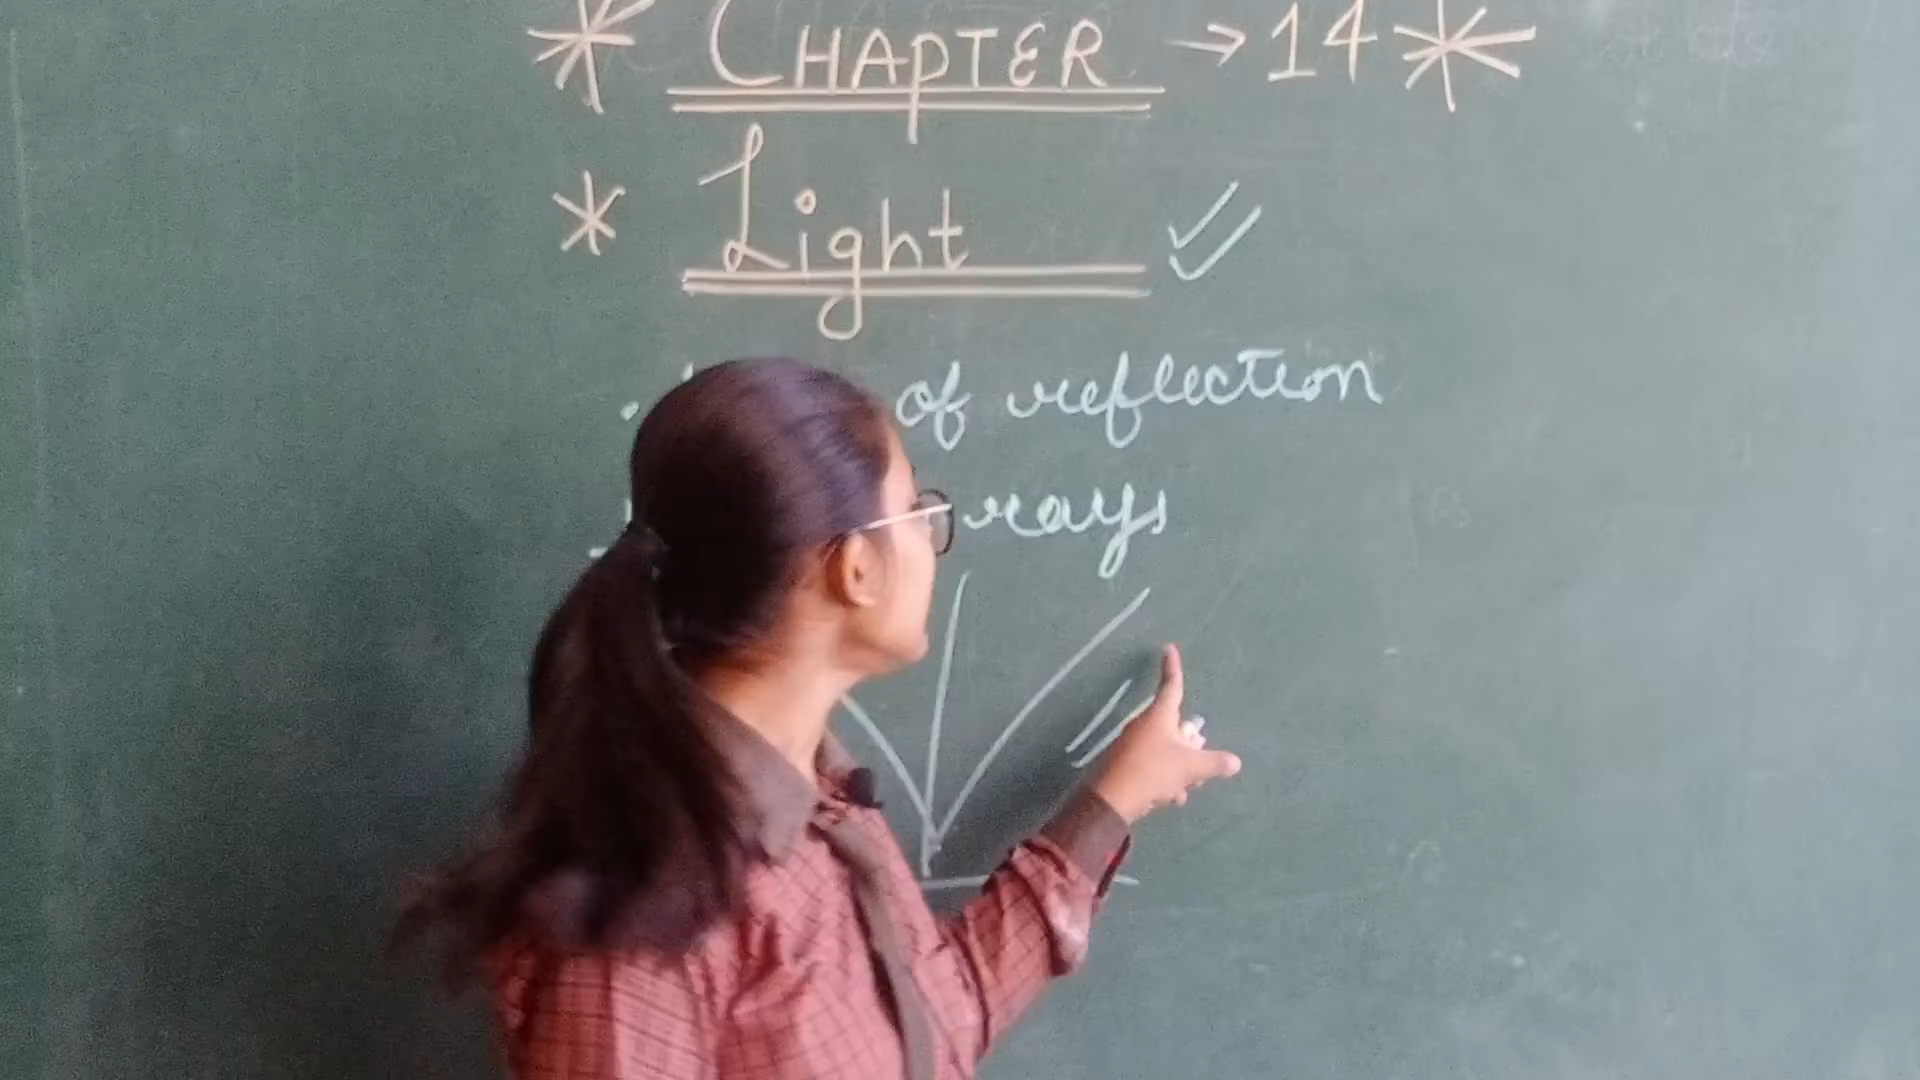 * CHAPTER → 14 *
* Light
of reflection
rays